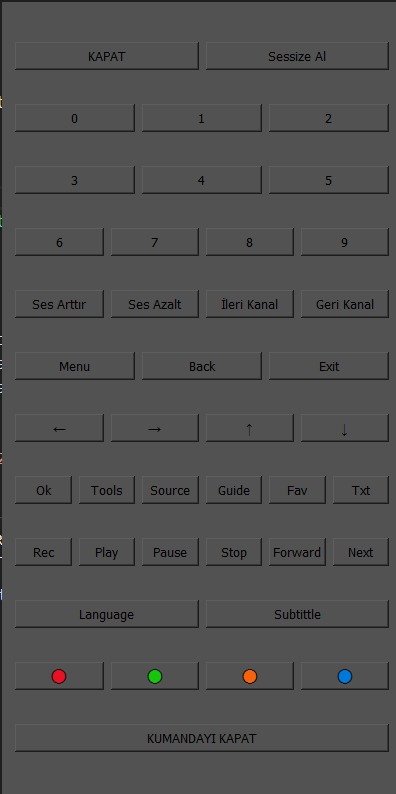 KAPAT Sessize Al
0 1 2
3 4 5
6 7 8 9
Ses Arttır Ses Azalt İleri Kanal Geri Kanal
Menu Back Exit
← → ↑ ↓
Ok Tools Source Guide Fav Txt
Rec Play Pause Stop Forward Next
Language Subtittle
KUMANDAYI KAPAT